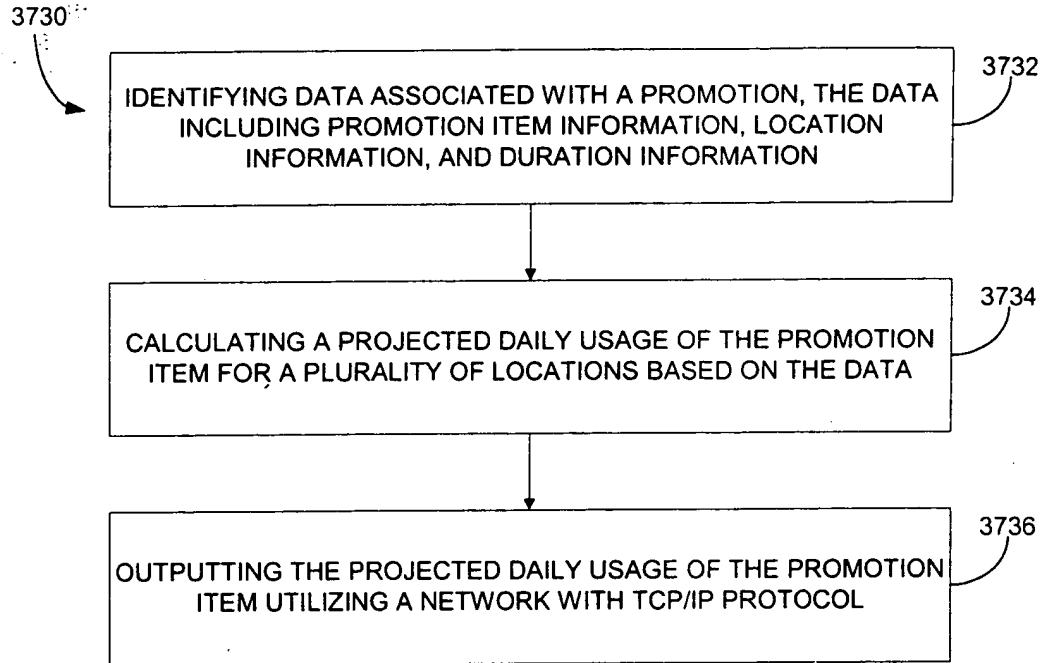 3730
3732
IDENTIFYING DATA ASSOCIATED WITH A PROMOTION, THE DATA
INCLUDING PROMOTION ITEM INFORMATION, LOCATION
INFORMATION, AND DURATION INFORMATION
3734
CALCULATING A PROJECTED DAILY USAGE OF THE PROMOTION
ITEM FOR A PLURALITY OF LOCATIONS BASED ON THE DATA
3736
OUTPUTTING THE PROJECTED DAILY USAGE OF THE PROMOTION
ITEM UTILIZING A NETWORK WITH TCP/IP PROTOCOL